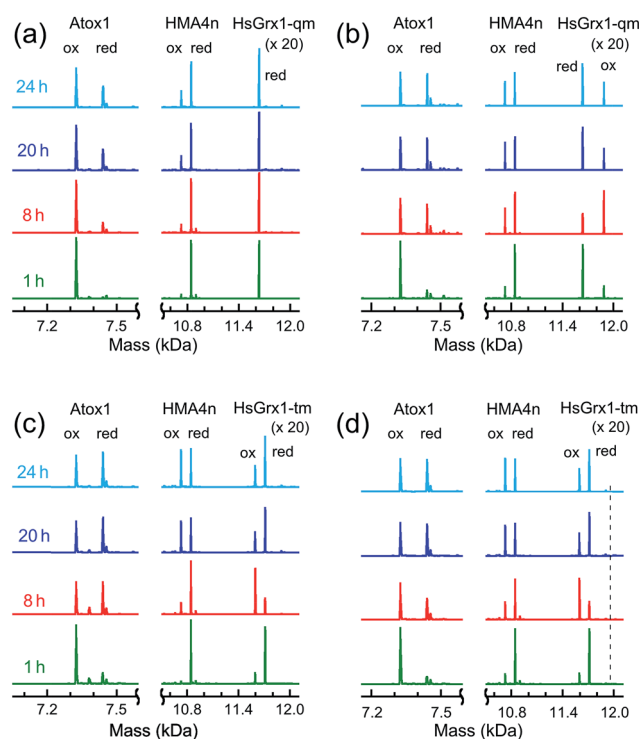 (a)
Atox1
ox red
HMA4n
ox red
HsGrx1-qm
(x 20)
red
24 h
20 h
8 h
1 h
7.2 7.5 10.8 11.4 12.0
Mass (kDa)
(b)
Atox1
ox red
HMA4n
ox red
HsGrx1-qm
(x 20)
red ox
7.2 7.5 10.8 11.4 12.0
Mass (kDa)
(c)
Atox1
ox red
HMA4n
ox red
HsGrx1-tm
(x 20)
ox red
24 h
20 h
8 h
1 h
7.2 7.5 10.8 11.4 12.0
Mass (kDa)
(d)
Atox1
ox red
HMA4n
ox red
HsGrx1-tm
(x 20)
ox red
7.2 7.5 10.8 11.4 12.0
Mass (kDa)